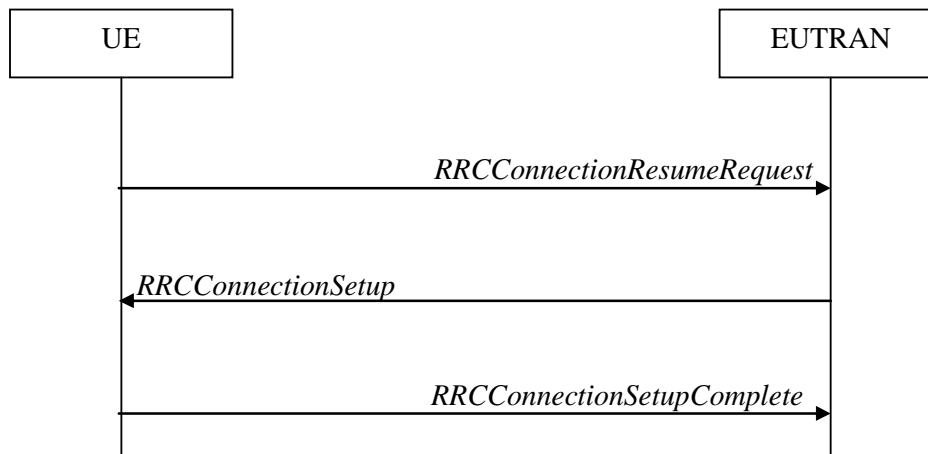 UE
EUTRAN
RRCConnectionResumeRequest
RRCConnectionSetup
RRCConnectionSetupComplete